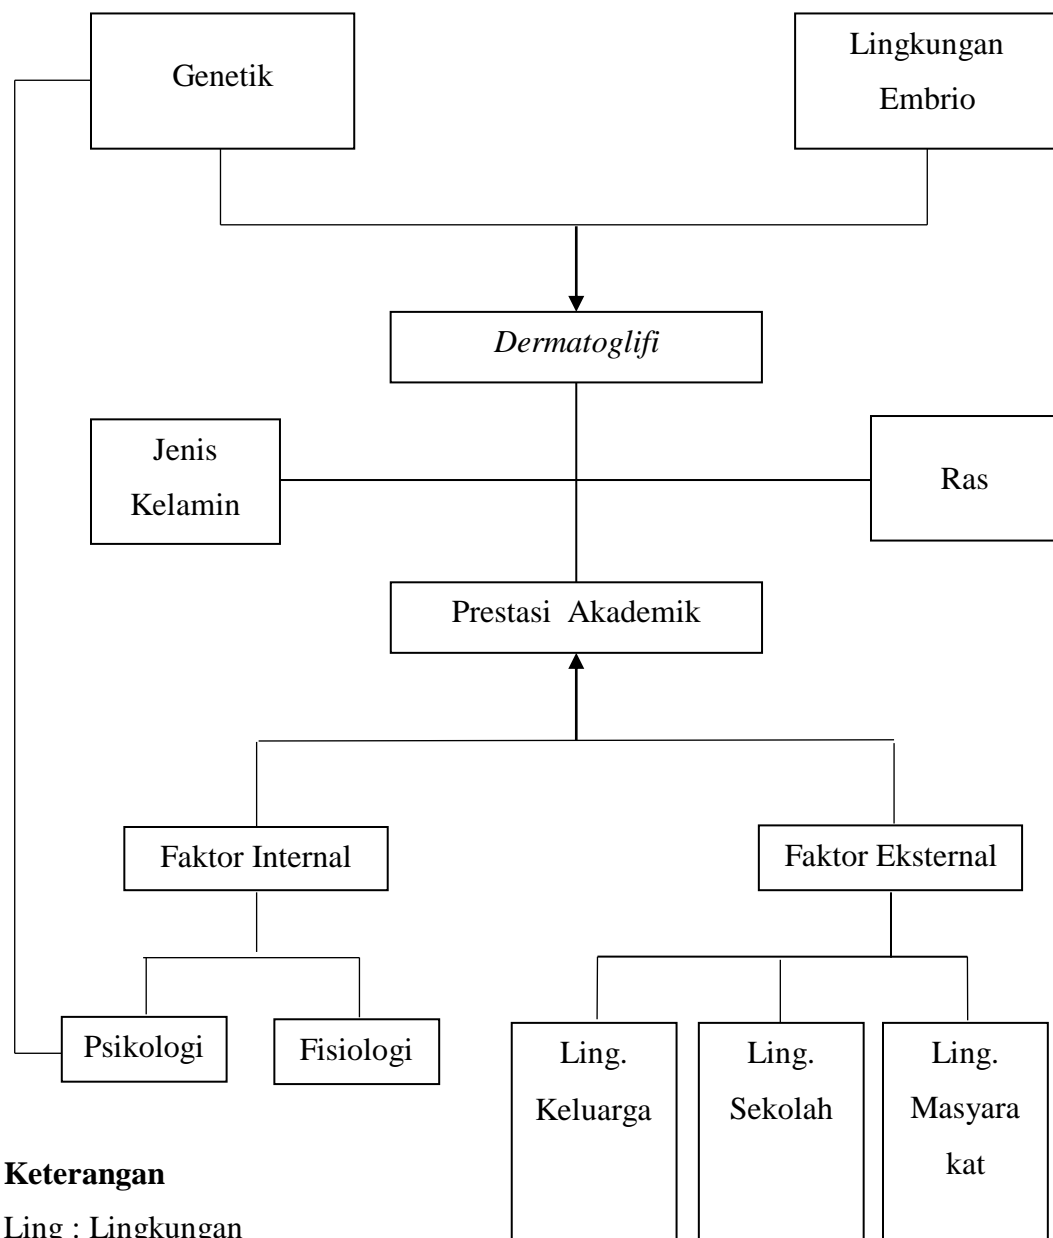 Genetik
Lingkungan
Embrio
Dermatoglifi
Jenis
Kelamin
Ras
Prestasi Akademik
Faktor Internal
Faktor Eksternal
Psikologi
Fisiologi
Ling.
Keluarga
Ling.
Sekolah
Ling.
Masyara
kat
Keterangan
Ling : Lingkungan